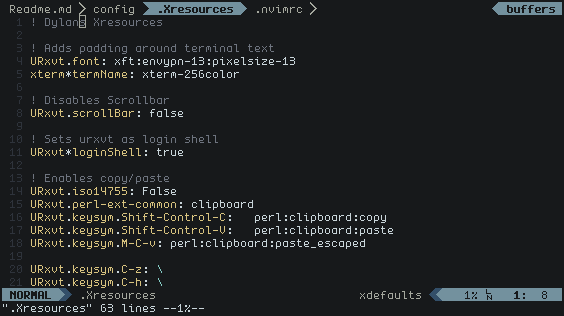 Readme.md config .Xresources .nvimrc buffers
1 ! Dylans Xresources
2
3 ! Adds padding around terminal text
4 URxvt.font: xft:envypn-13:pixelsize-13
5 xterm*termName: xterm-256color
6
7 ! Disables Scrollbar
8 URxvt.scrollBar: false
9
10 ! Sets urxvt as login shell
11 URxvt*loginShell: true
12
13 ! Enables copy/paste
14 URxvt.iso14755: False
15 URxvt.perl-ext-common: clipboard
16 URxvt.keysym.Shift-Control-C: perl:clipboard:copy
17 URxvt.keysym.Shift-Control-V: perl:clipboard:paste
18 URxvt.keysym.M-C-v: perl:clipboard:paste_escaped
19
20 URxvt.keysym.C-z: \
21 URxvt.keysym.C-h: \
NORMAL .Xresources xdefaults 1% LN 1: 8
".Xresources" 63 lines --1%--